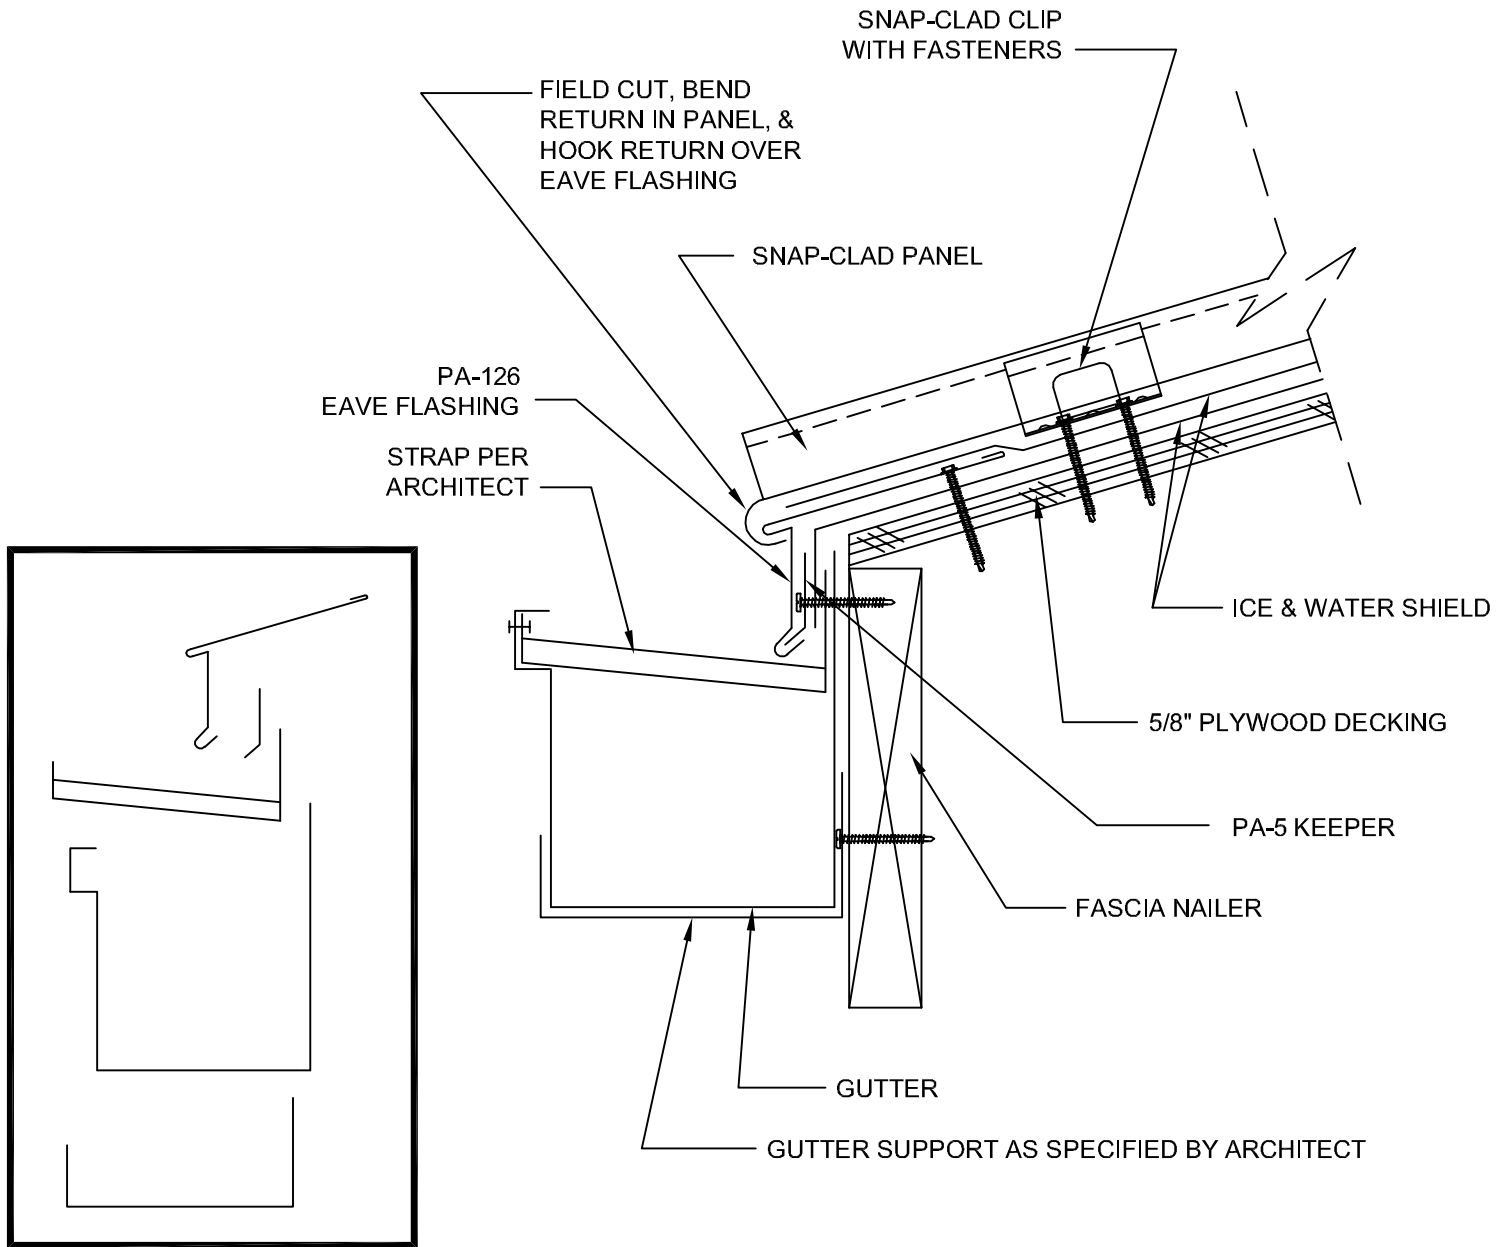 SNAP-CLAD CLIP
WITH FASTENERS
FIELD CUT, BEND
RETURN IN PANEL, &
HOOK RETURN OVER
EAVE FLASHING
SNAP-CLAD PANEL
PA-126
EAVE FLASHING
STRAP PER
ARCHITECT
ICE & WATER SHIELD
5/8" PLYWOOD DECKING
PA-5 KEEPER
FASCIA NAILER
GUTTER
GUTTER SUPPORT AS SPECIFIED BY ARCHITECT